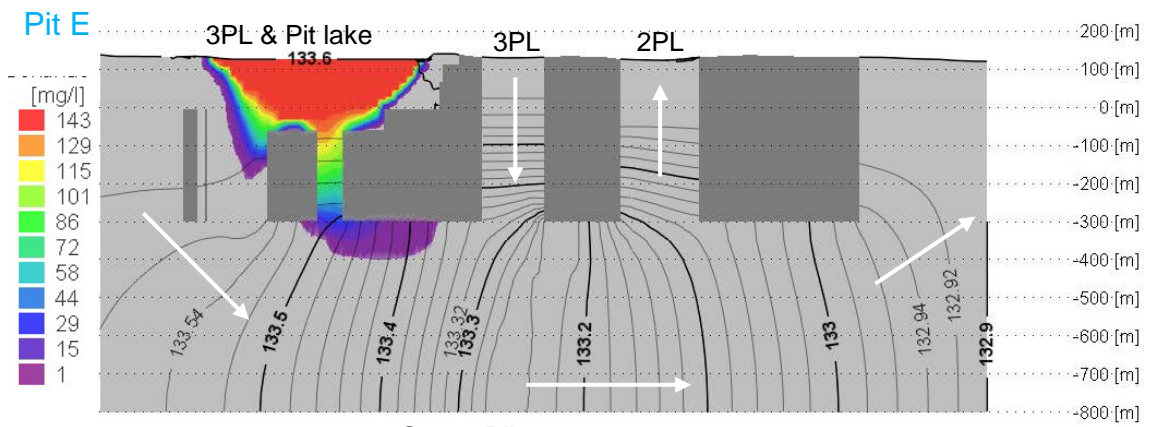 Pit E
3PL & Pit lake
3PL
2PL
133.6
[mg/l]
143
129
115
101
86
72
58
44
29
15
1
200 [m]
100 [m]
0 [m]
-100 [m]
-200 [m]
-300 [m]
-400 [m]
-500 [m]
-600 [m]
-700 [m]
-800 [m]
133.54
133.5
133.4
133.32
133.3
133.2
133
132.94
132.92
132.9